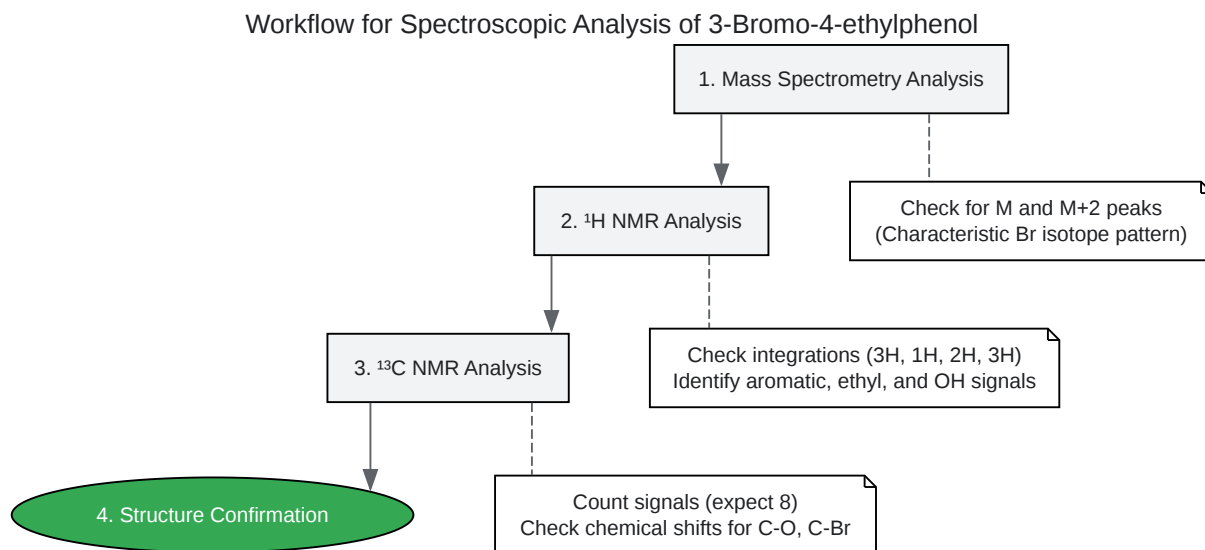 Workflow for Spectroscopic Analysis of 3-Bromo-4-ethylphenol
1. Mass Spectrometry Analysis
Check for M and M+2 peaks
(Characteristic Br isotope pattern)
2. ¹H NMR Analysis
Check integrations (3H, 1H, 2H, 3H)
Identify aromatic, ethyl, and OH signals
3. ¹³C NMR Analysis
Count signals (expect 8)
Check chemical shifts for C-O, C-Br
4. Structure Confirmation